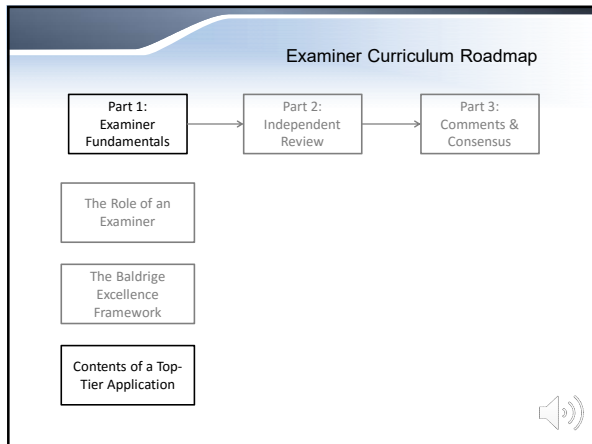 Examiner Curriculum Roadmap
Part 1:
Examiner
Fundamentals
Part 2:
Independent
Review
Part 3:
Comments &
Consensus
The Role of an
Examiner
The Baldrige
Excellence
Framework
Contents of a Top-
Tier Application